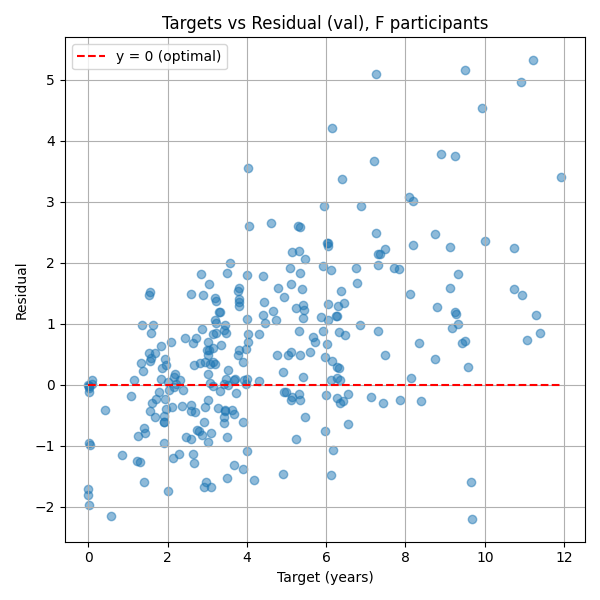 Targets vs Residual (val), F participants
y = 0 (optimal)
Residual
5
4
3
2
1
0
−1
−2
0 2 4 6 8 10 12
Target (years)